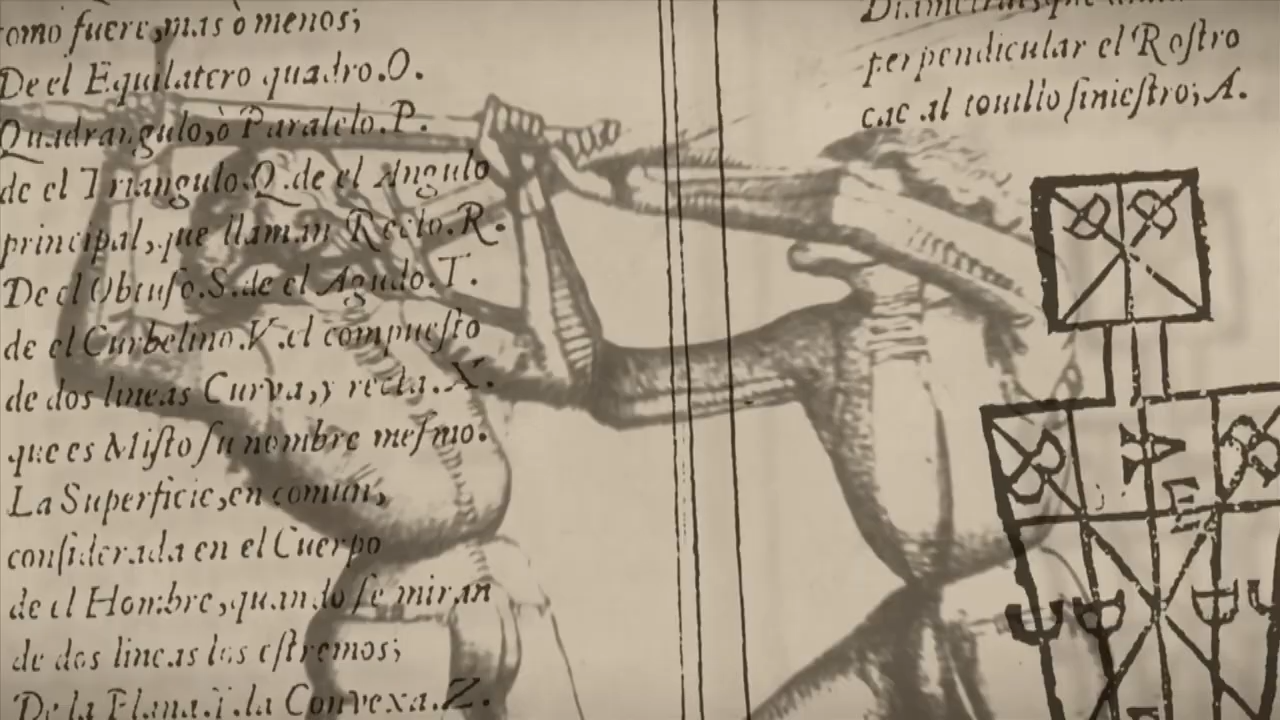 como fuere, mas ò menos;
De el Equilatero quadro.O.
Quadrangulo, ò Paralelo.P.
de el Triangulo.Q.de el Angulo
principal, que llaman Recto.R.
De el Obtuso.S.de el Agudo.T.
de el Curbelino.V.el compuesto
de dos lineas Curva, y recta.X.
que es Misto su nombre mesmo.
La Superficie, en comun,
considerada en el Cuerpo
de el Hombre, quando se miran
de dos lineas los estremos;
De la Plana. i. la Convexa.Z.
perpendicular el Rostro
cae al touillo siniestro; A.